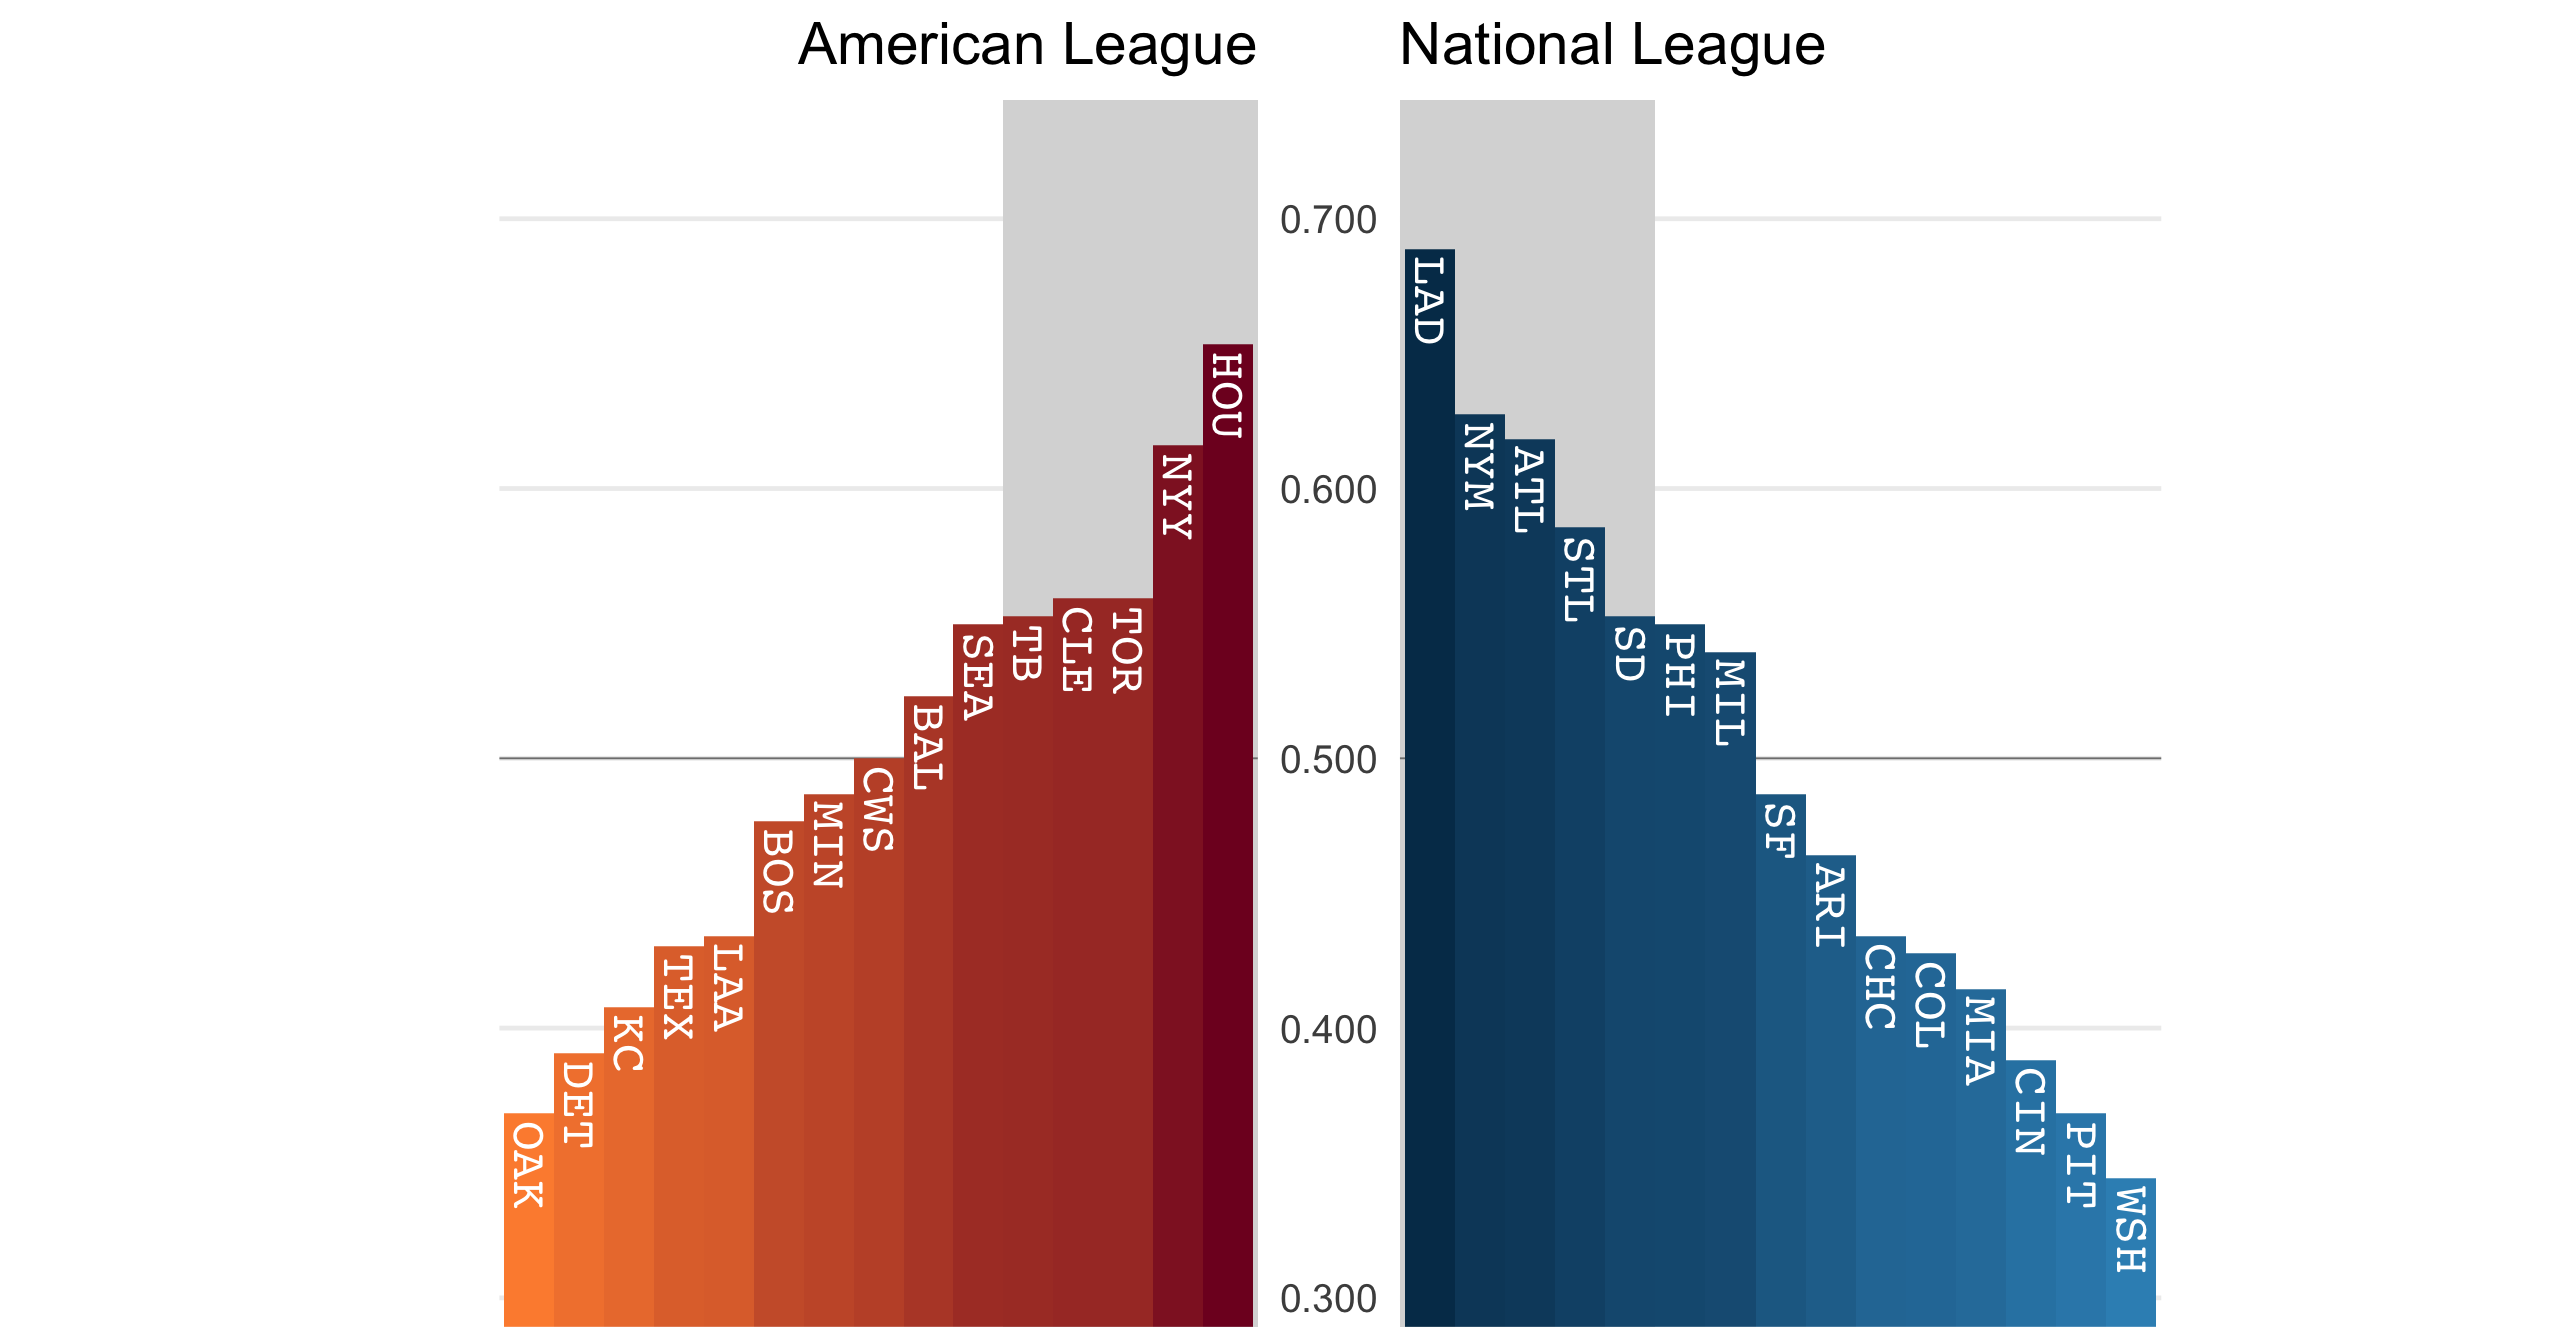 American League
National League
0.700
0.600
0.500
0.400
0.300
OAK
DET
KC
TEX
LAA
BOS
MIN
CWS
BAL
SEA
TB
CLE
TOR
NYY
HOU
LAD
NYM
ATL
STL
SD
PHI
MIL
SF
ARI
CHC
COL
MIA
CIN
PIT
WSH